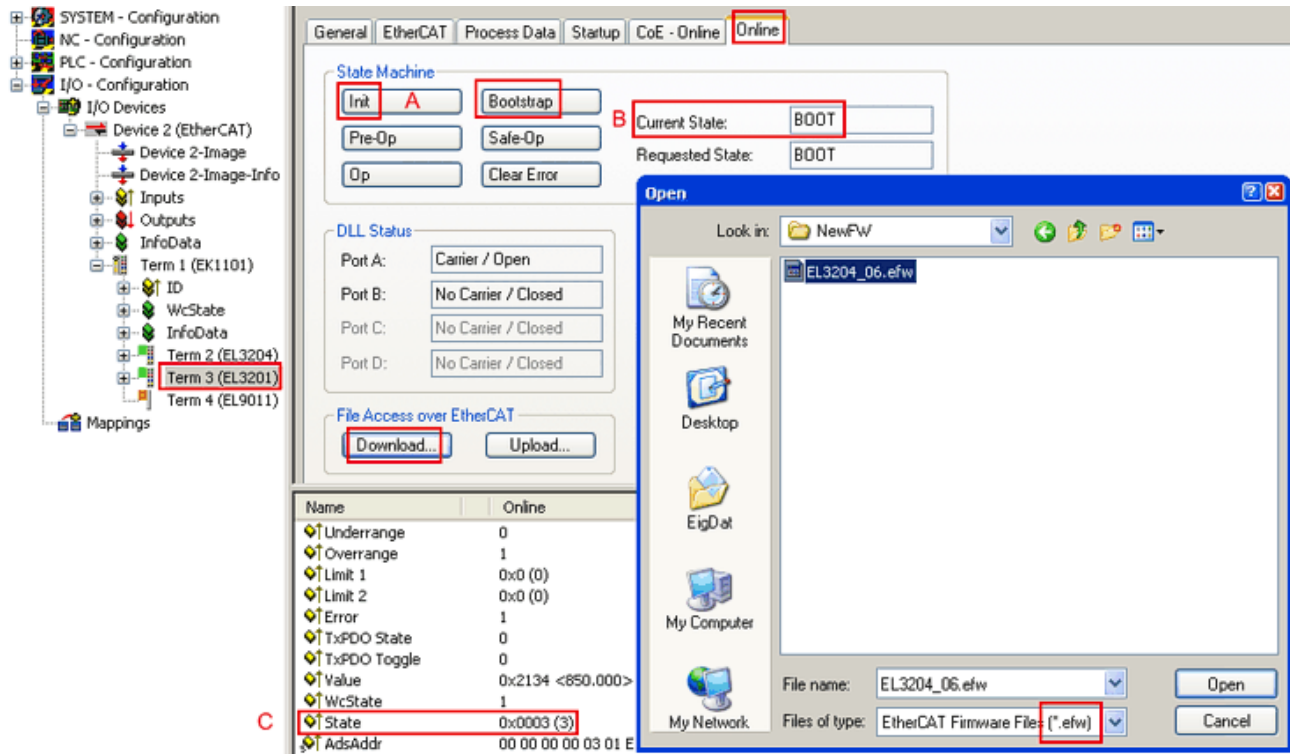 SYSTEM - Configuration
NC - Configuration
PLC - Configuration
I/O - Configuration
I/O Devices
Device 2 (EtherCAT)
Device 2-Image
Device 2-Image-Info
Inputs
Outputs
InfoData
Term 1 (EK1101)
ID
WcState
InfoData
Term 2 (EL3204)
Term 3 (EL3201)
Term 4 (EL9011)
Mappings
General EtherCAT Process Data Startup CoE - Online Online
State Machine
Init A Bootstrap
Pre-Op Safe-Op
Op Clear Error
B Current State: BOOT
Requested State: BOOT
DLL Status
Port A: Carrier / Open
Port B: No Carrier / Closed
Port C: No Carrier / Closed
Port D: No Carrier / Closed
File Access over EtherCAT
Download... Upload...
Name Online
Underrange 0
Overrange 1
Limit 1 0x0 (0)
Limit 2 0x0 (0)
Error 1
TxPDO State 0
TxPDO Toggle 0
Value 0x2134 <850.000>
WcState 1
C State 0x0003 (3)
AdsAddr 00 00 00 00 03 01 E
Open
Look in: NewFW
EL3204_06.efw
My Recent
Documents
Desktop
EigDat
My Computer
My Network
File name: EL3204_06.efw Open
Files of type: EtherCAT Firmware Files (*.efw) Cancel